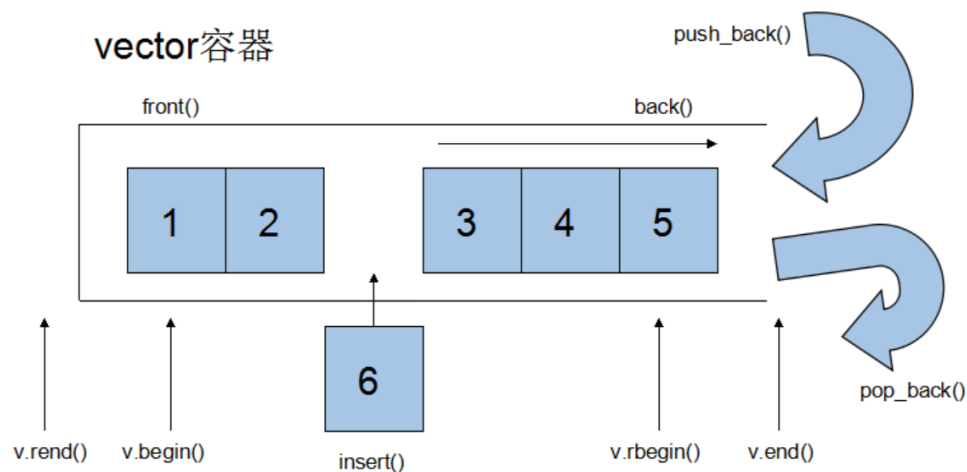 vector容器
push_back()
front()
back()
1 2 3 4 5
6
pop_back()
v.rend() v.begin() insert() v.rbegin() v.end()